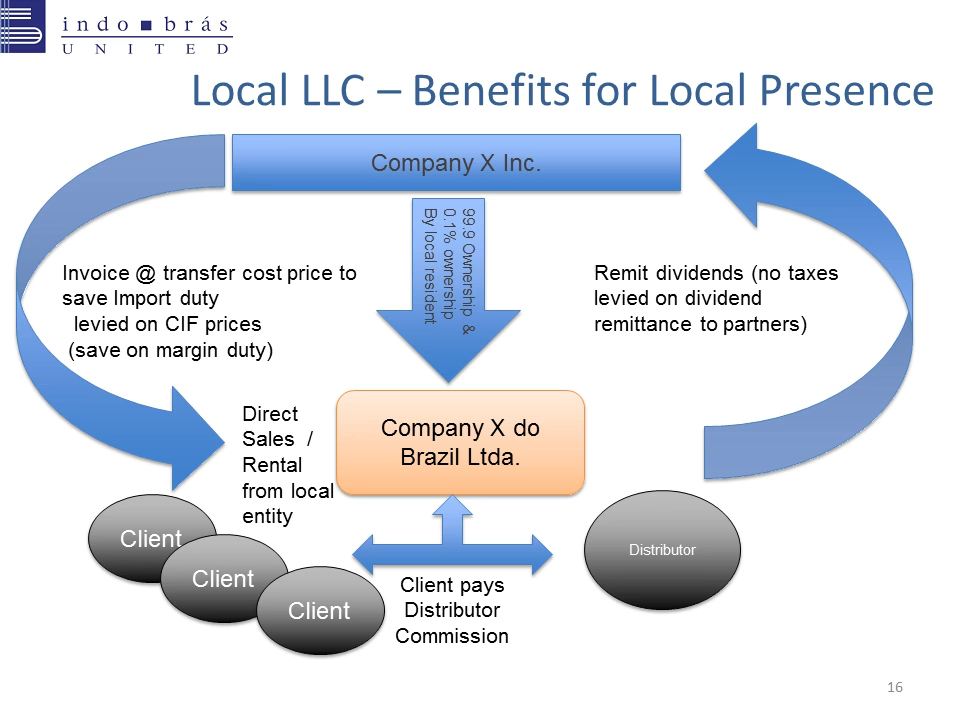 indo■brás
UNITED
Local LLC – Benefits for Local Presence
Company X Inc.
99.9 Ownership &
0.1% ownership
By local resident
Invoice @ transfer cost price to
save Import duty
levied on CIF prices
(save on margin duty)
Remit dividends (no taxes
levied on dividend
remittance to partners)
Direct
Sales /
Rental
from local
entity
Company X do
Brazil Ltda.
Client
Client
Client
Client pays
Distributor
Commission
Distributor
16